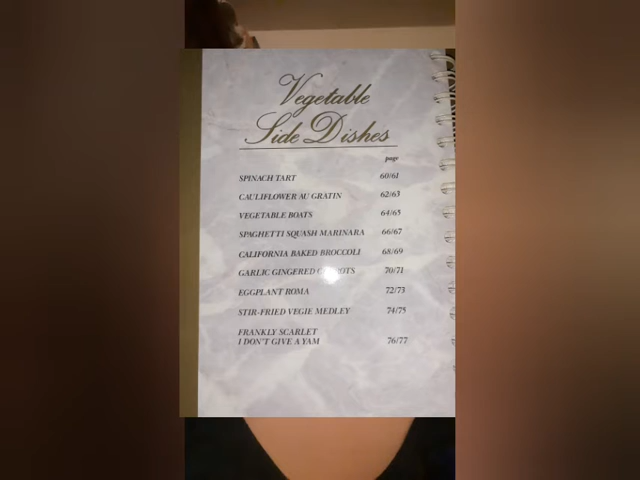 Vegetable
Side Dishes
page
SPINACH TART 60/61
CAULIFLOWER AU GRATIN 62/63
VEGETABLE BOATS 64/65
SPAGHETTI SQUASH MARINARA 66/67
CALIFORNIA BAKED BROCCOLI 68/69
GARLIC GINGERED CARROTS 70/71
EGGPLANT ROMA 72/73
STIR-FRIED VEGIE MEDLEY 74/75
FRANKLY SCARLET
I DON'T GIVE A YAM 76/77